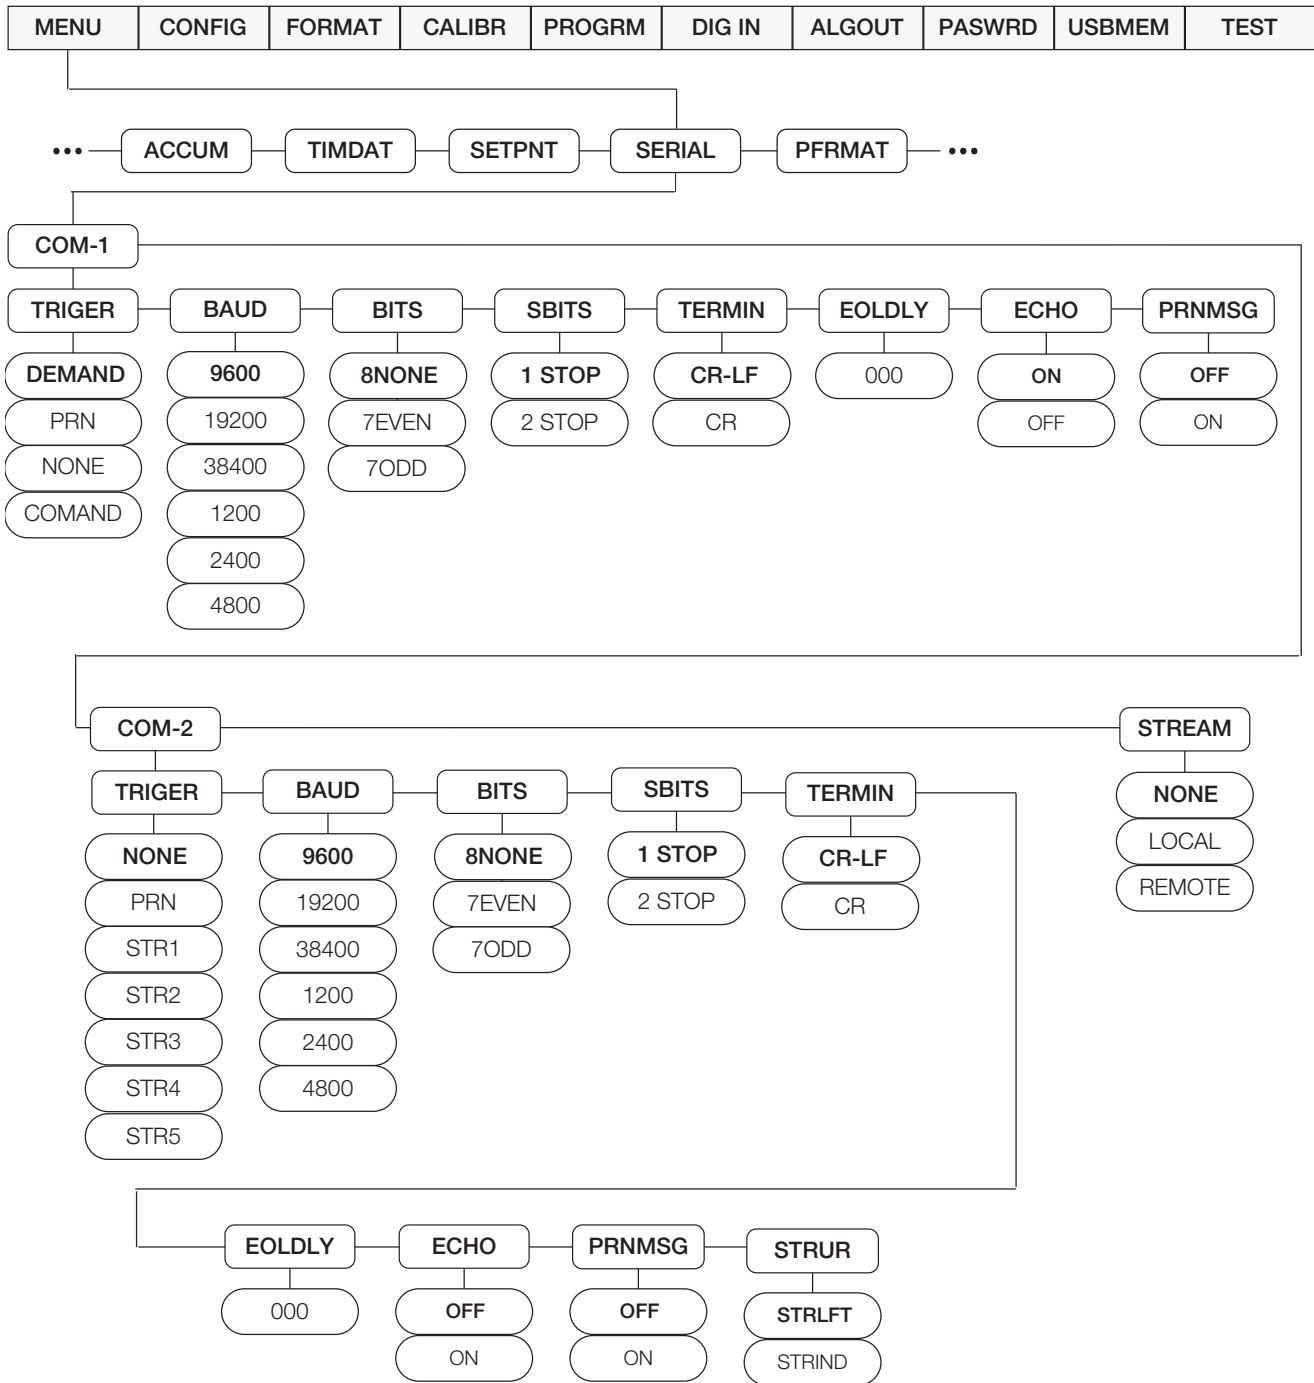 MENU CONFIG FORMAT CALIBR PROGRM DIG IN ALGOUT PASWRD USBMEM TEST
••• ACCUM TIMDAT SETPNT SERIAL PFRMAT •••
COM-1
TRIGER BAUD BITS SBITS TERMIN EOLDLY ECHO PRNMSG
DEMAND 9600 8NONE 1 STOP CR-LF 000 ON OFF
PRN 19200 7EVEN 2 STOP CR OFF ON
NONE 38400 7ODD
COMAND 1200
2400
4800
COM-2 STREAM
TRIGER BAUD BITS SBITS TERMIN NONE
NONE 9600 8NONE 1 STOP CR-LF LOCAL
PRN 19200 7EVEN 2 STOP CR REMOTE
STR1 38400 7ODD
STR2 1200
STR3 2400
STR4 4800
STR5
EOLDLY ECHO PRNMSG STRUR
000 OFF OFF STRLFT
ON ON STRIND